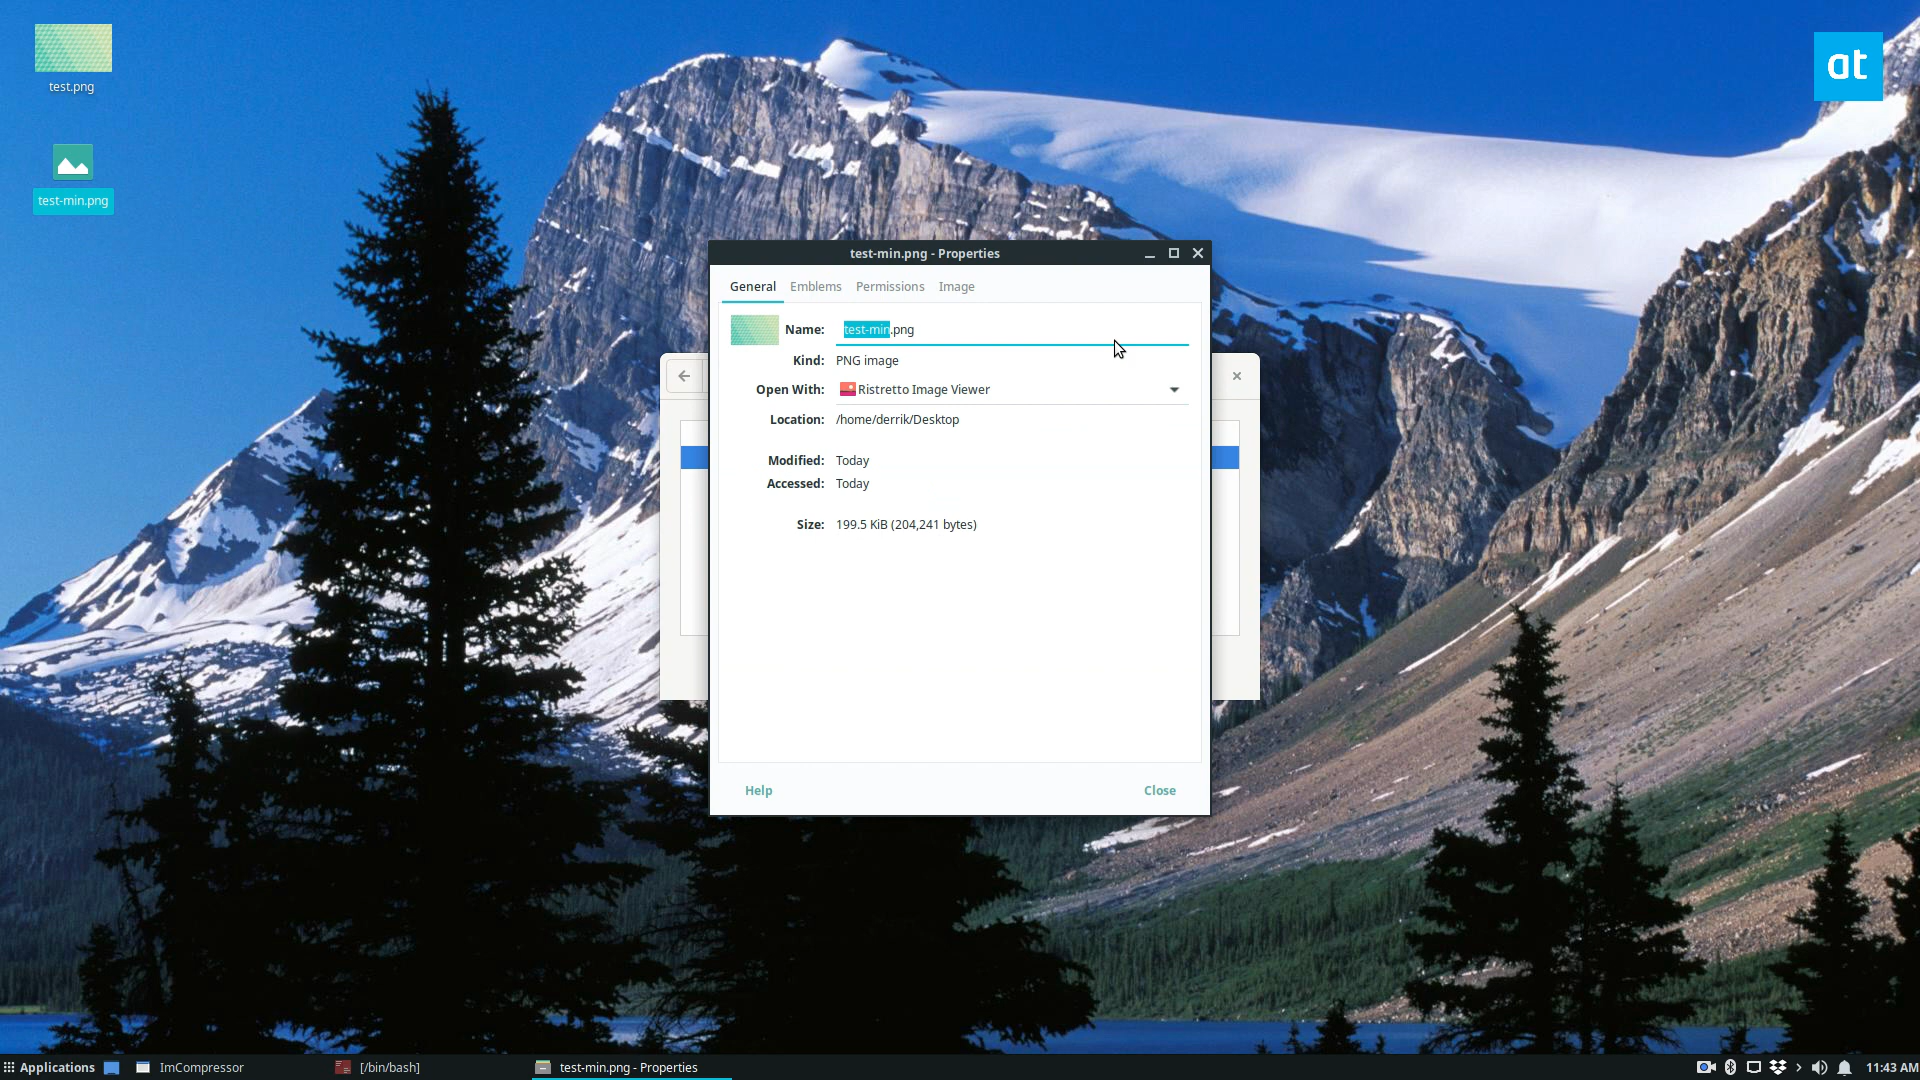 test.png
at
test-min.png
test-min.png - Properties
General Emblems Permissions Image
Name: test-min.png
Kind: PNG image
Open With: Ristretto Image Viewer
Location: /home/derrik/Desktop
Modified: Today
Accessed: Today
Size: 199.5 KiB (204,241 bytes)
Help Close
Applications ImCompressor [/bin/bash] test-min.png - Properties 11:43 AM